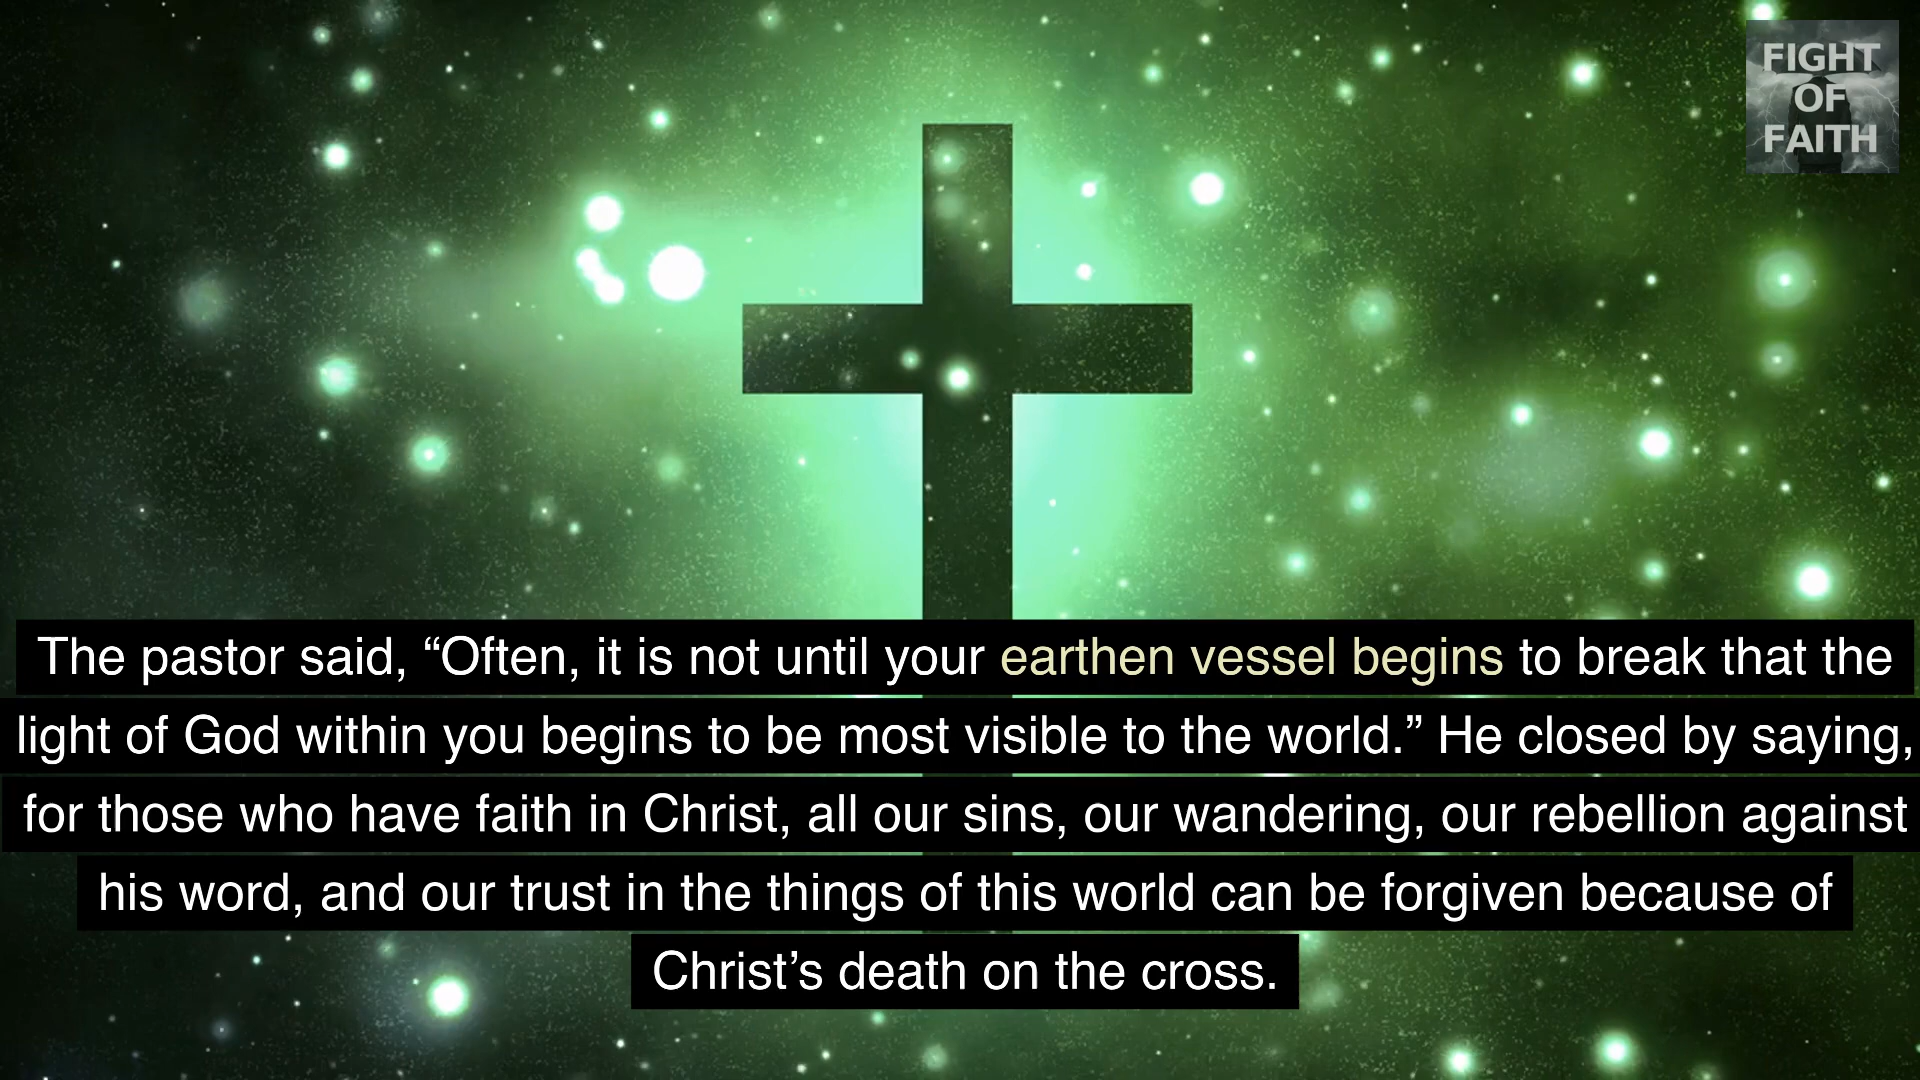 FIGHT
OF
FAITH
The pastor said, “Often, it is not until your earthen vessel begins to break that the
light of God within you begins to be most visible to the world.” He closed by saying,
for those who have faith in Christ, all our sins, our wandering, our rebellion against
his word, and our trust in the things of this world can be forgiven because of
Christ’s death on the cross.